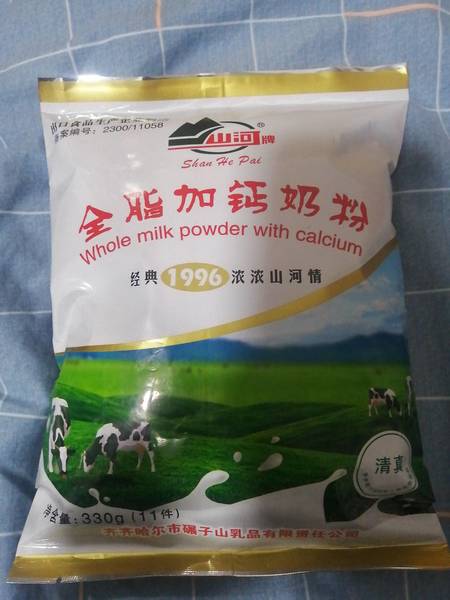 出口食品生产企业
备案编号：2300/11058
山河®牌
Shan He Pai
全脂加钙奶粉
Whole milk powder with calcium
经典 1996 浓浓山河情
清真
净含量：330g (11件)
齐齐哈尔市碾子山乳品有限责任公司